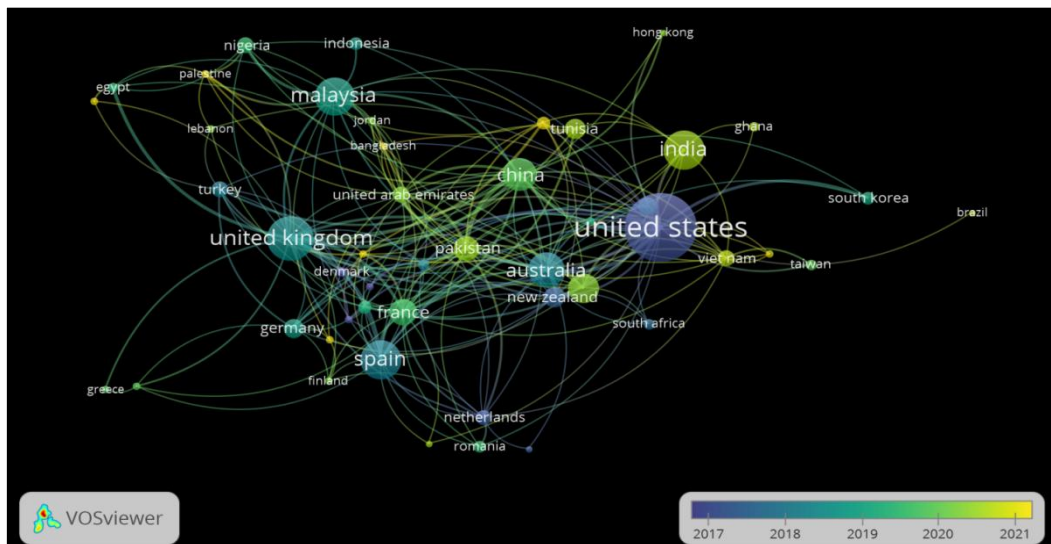 hong kong
nigeria
indonesia
palestine
egypt
malaysia
jordan
lebanon
tunisia
ghana
bangladesh
india
china
turkey
united arab emirates
south korea
brazil
united states
united kingdom
pakistan
viet nam
taiwan
denmark
australia
new zealand
france
south africa
germany
spain
finland
greece
netherlands
romania
VOSviewer
2017 2018 2019 2020 2021